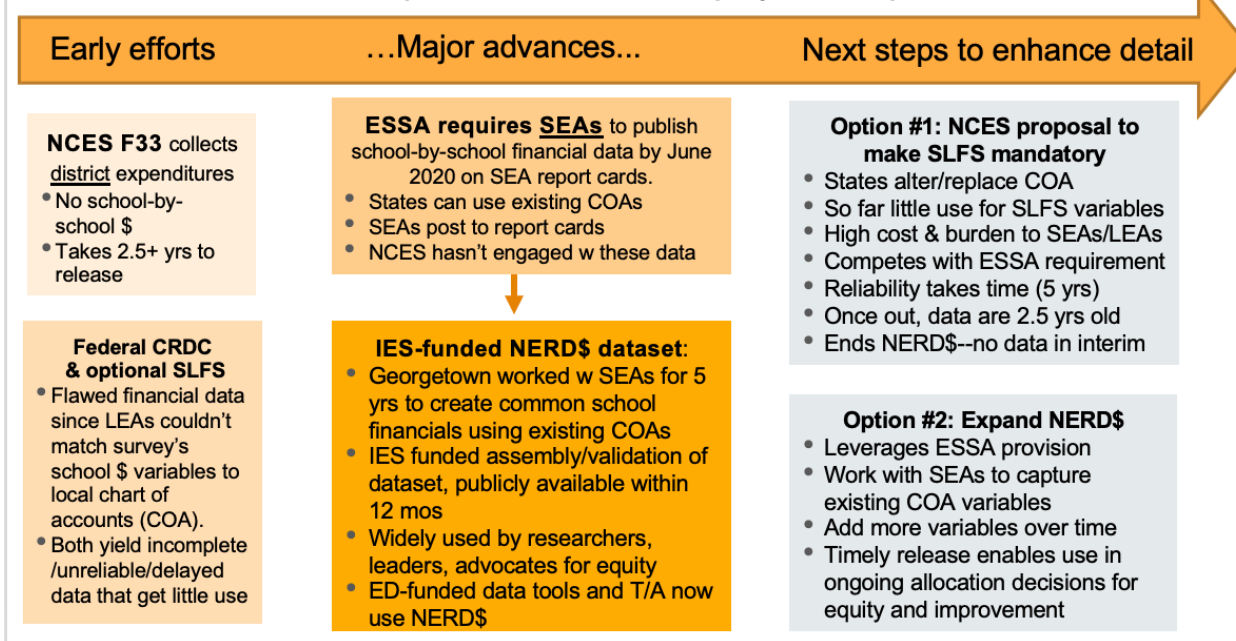 Early efforts
…Major advances...
Next steps to enhance detail
NCES F33 collects
district expenditures
• No school-by-
school $
• Takes 2.5+ yrs to
release
Federal CRDC
& optional SLFS
• Flawed financial data
since LEAs couldn't
match survey's
school $ variables to
local chart of
accounts (COA).
• Both yield incomplete
/unreliable/delayed
data that get little use
ESSA requires SEAs to publish
school-by-school financial data by June
2020 on SEA report cards.
• States can use existing COAs
• SEAs post to report cards
• NCES hasn't engaged w these data
IES-funded NERD$ dataset:
• Georgetown worked w SEAs for 5
yrs to create common school
financials using existing COAs
• IES funded assembly/validation of
dataset, publicly available within
12 mos
• Widely used by researchers,
leaders, advocates for equity
• ED-funded data tools and T/A now
use NERD$
Option #1: NCES proposal to
make SLFS mandatory
• States alter/replace COA
• So far little use for SLFS variables
• High cost & burden to SEAs/LEAs
• Competes with ESSA requirement
• Reliability takes time (5 yrs)
• Once out, data are 2.5 yrs old
• Ends NERD$--no data in interim
Option #2: Expand NERD$
• Leverages ESSA provision
• Work with SEAs to capture
existing COA variables
• Add more variables over time
• Timely release enables use in
ongoing allocation decisions for
equity and improvement